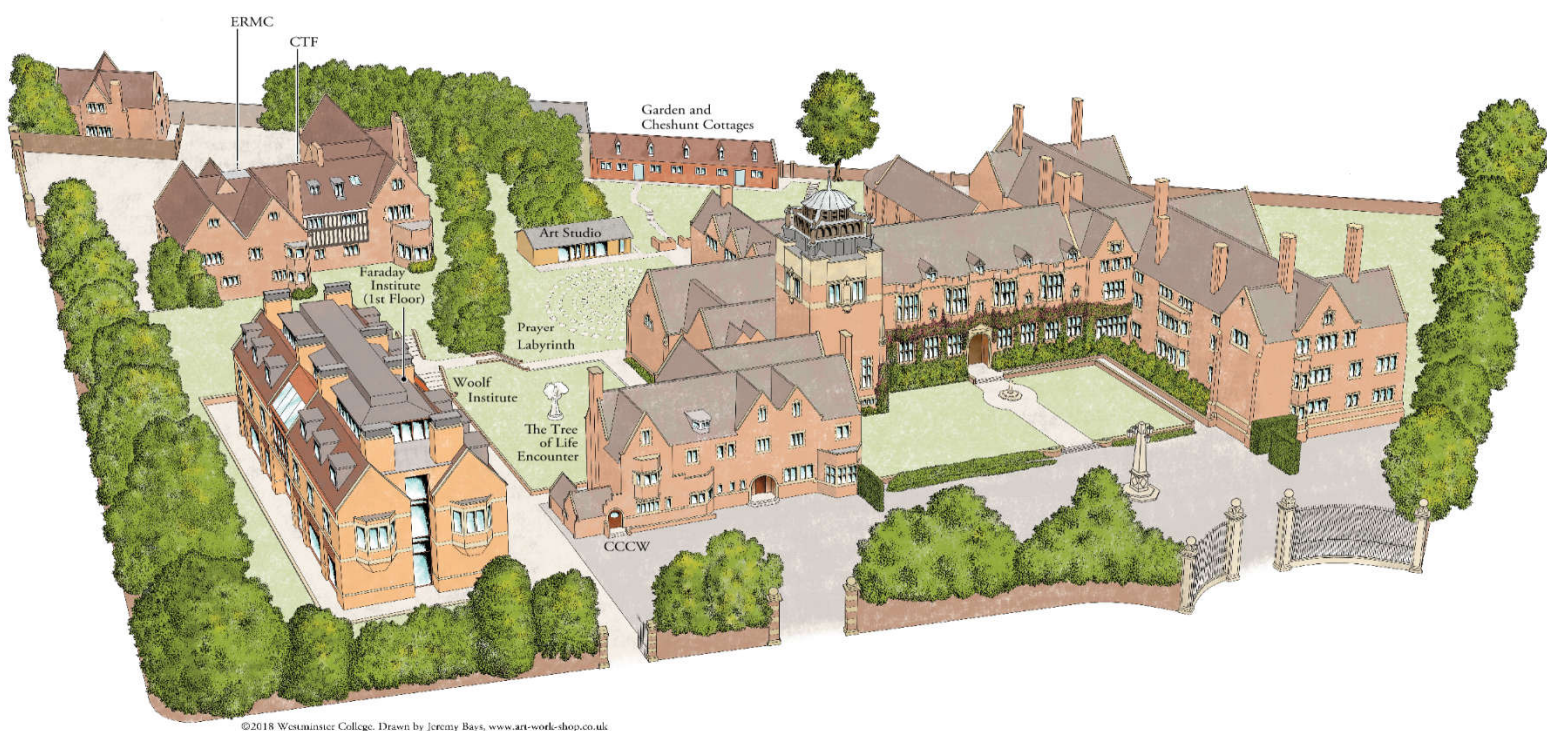 ERMC
CTF
Garden and
Cheshunt Cottages
Art Studio
Faraday
Institute
(1st Floor)
Prayer
Labyrinth
Woolf
Institute
The Tree
of Life
Encounter
CCCW
©2018 Westminster College. Drawn by Jeremy Bays, www.art-work-shop.co.uk